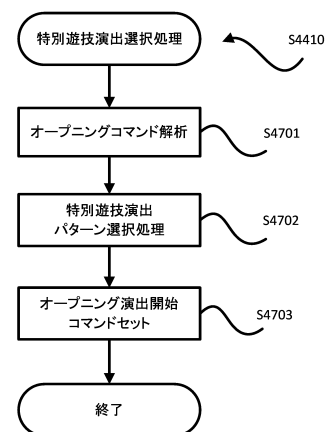 特別遊技演出選択処理
S4410
オープニングコマンド解析
S4701
特別遊技演出
パターン選択処理
S4702
オープニング演出開始
コマンドセット
S4703
終了